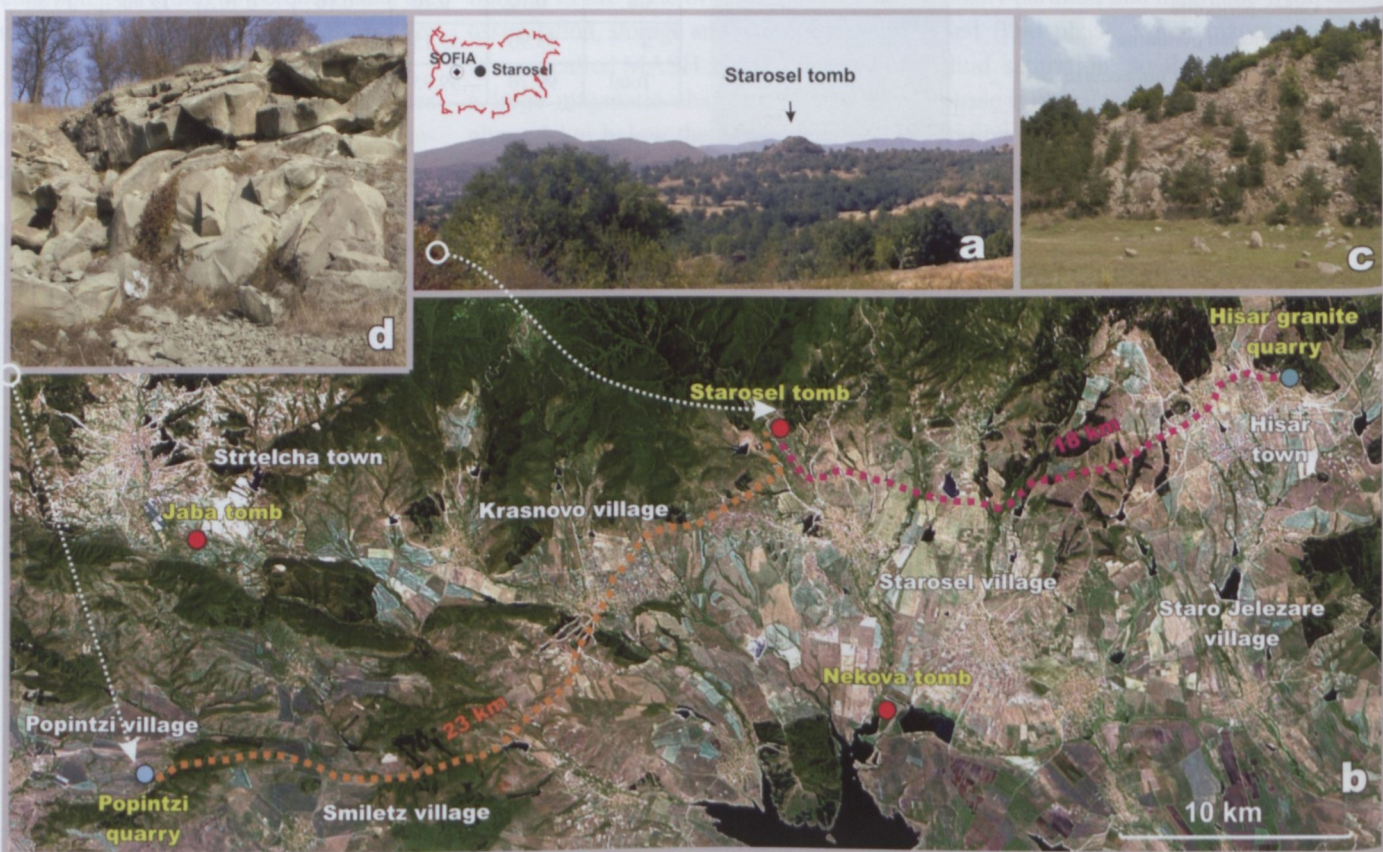 SOFIA
Starosel
Starosel tomb
a
c
d
Hisar granite
quarry
Starosel tomb
18 km
Hisar
town
Strtelcha town
Jaba tomb
Krasnovo village
Starosel village
Staro Jelezare
village
Nekova tomb
23 km
Popintzi village
Popintzi
quarry
Smiletz village
b
10 km